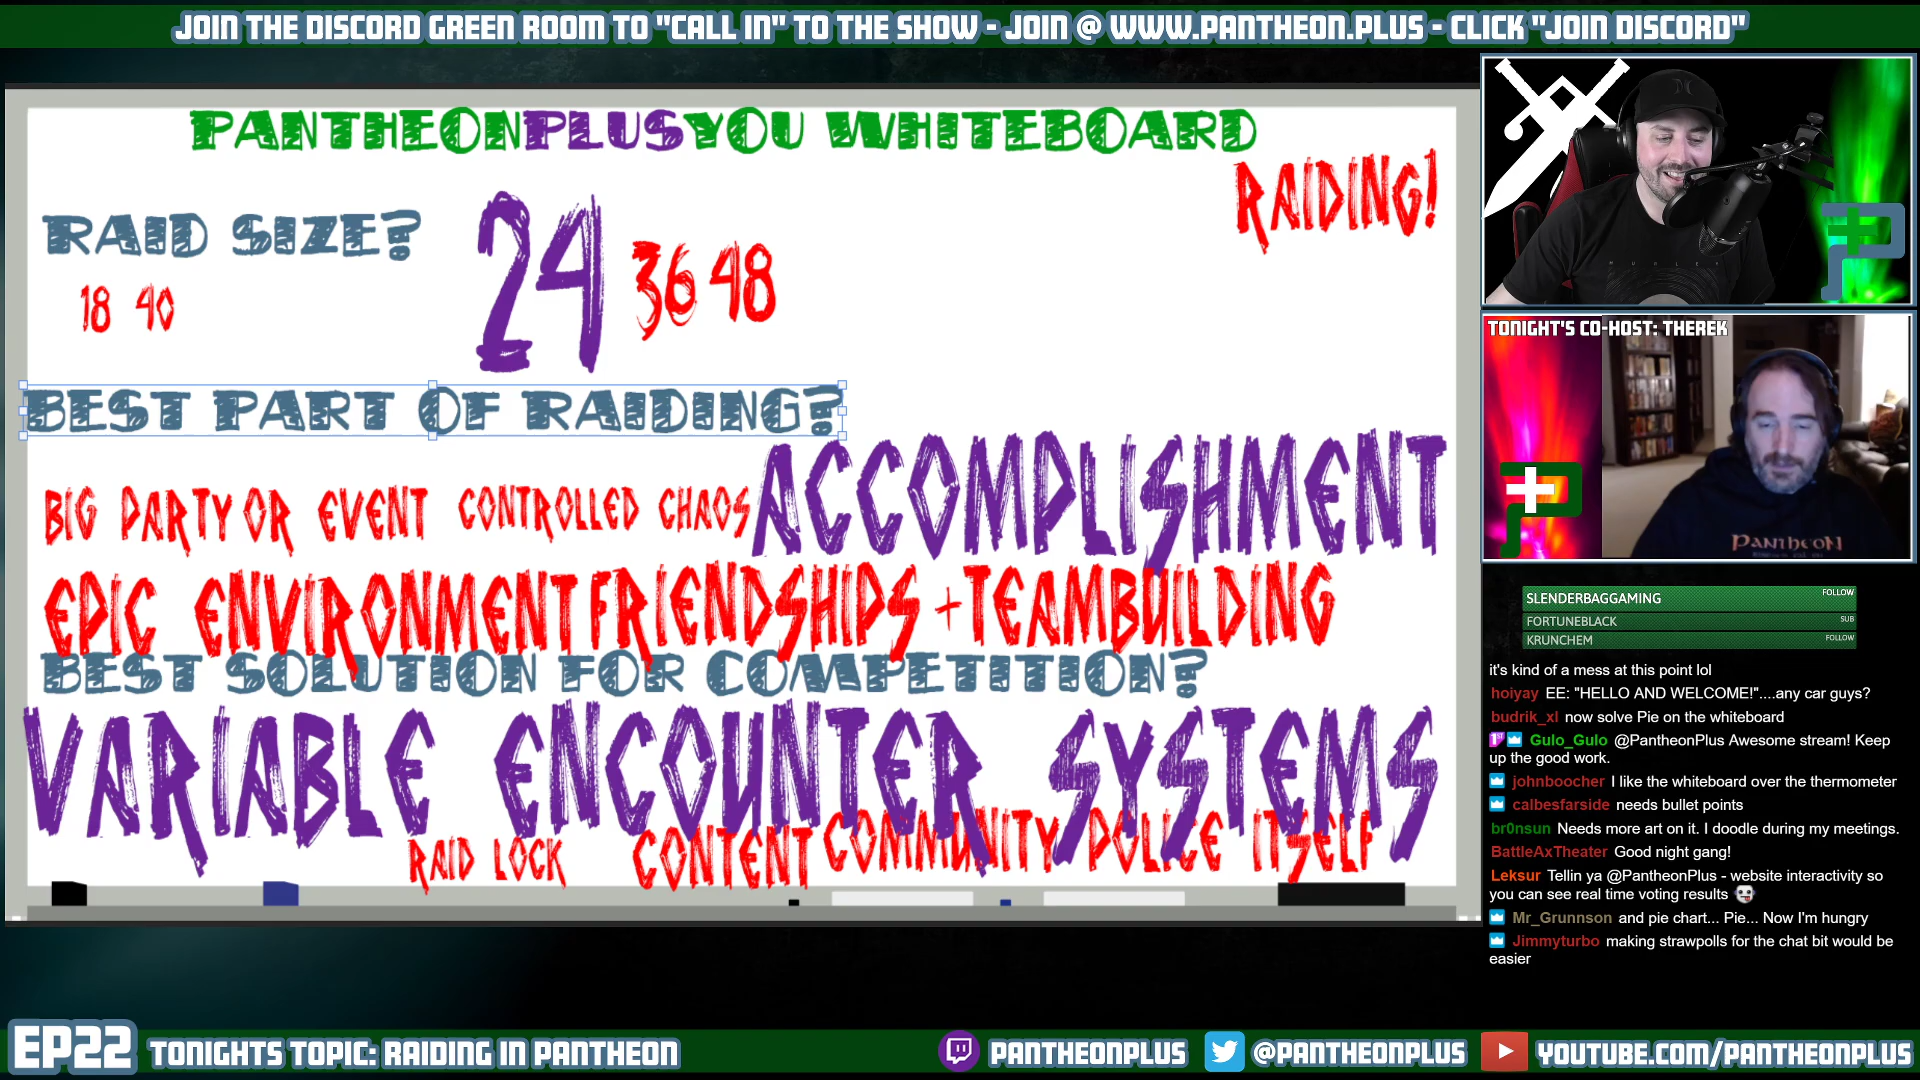 JOIN THE DISCORD GREEN ROOM TO "CALL IN" TO THE SHOW - JOIN @ WWW.PANTHEON.PLUS - CLICK "JOIN DISCORD"
PANTHEONPLUSYOU WHITEBOARD
RAIDING!
RAID SIZE?
18 40
24 36 48
BEST PART OF RAIDING?
BIG PARTY OR EVENT CONTROLLED CHAOS ACCOMPLISHMENT
EPIC ENVIRONMENT FRIENDSHIPS + TEAMBUILDING
BEST SOLUTION FOR COMPETITION?
VARIABLE ENCOUNTER SYSTEMS
RAID LOCK CONTENT COMMUNITY POLICE ITSELF
TONIGHT'S CO-HOST: THEREK
PANTHEON
SLENDERBAGGAMING FOLLOW
FORTUNEBLACK SUB
KRUNCHEM FOLLOW
it's kind of a mess at this point lol
hoiyay EE: "HELLO AND WELCOME!"....any car guys?
budrik_xl now solve Pie on the whiteboard
Gulo_Gulo @PantheonPlus Awesome stream! Keep
up the good work.
johnboocher I like the whiteboard over the thermometer
calbesfarside needs bullet points
br0nsun Needs more art on it. I doodle during my meetings.
BattleAxTheater Good night gang!
Leksur Tellin ya @PantheonPlus - website interactivity so
you can see real time voting results
Mr_Grunnson and pie chart... Pie... Now I'm hungry
Jimmyturbo making strawpolls for the chat bit would be
easier
EP22 TONIGHTS TOPIC: RAIDING IN PANTHEON
PANTHEONPLUS @PANTHEONPLUS YOUTUBE.COM/PANTHEONPLUS